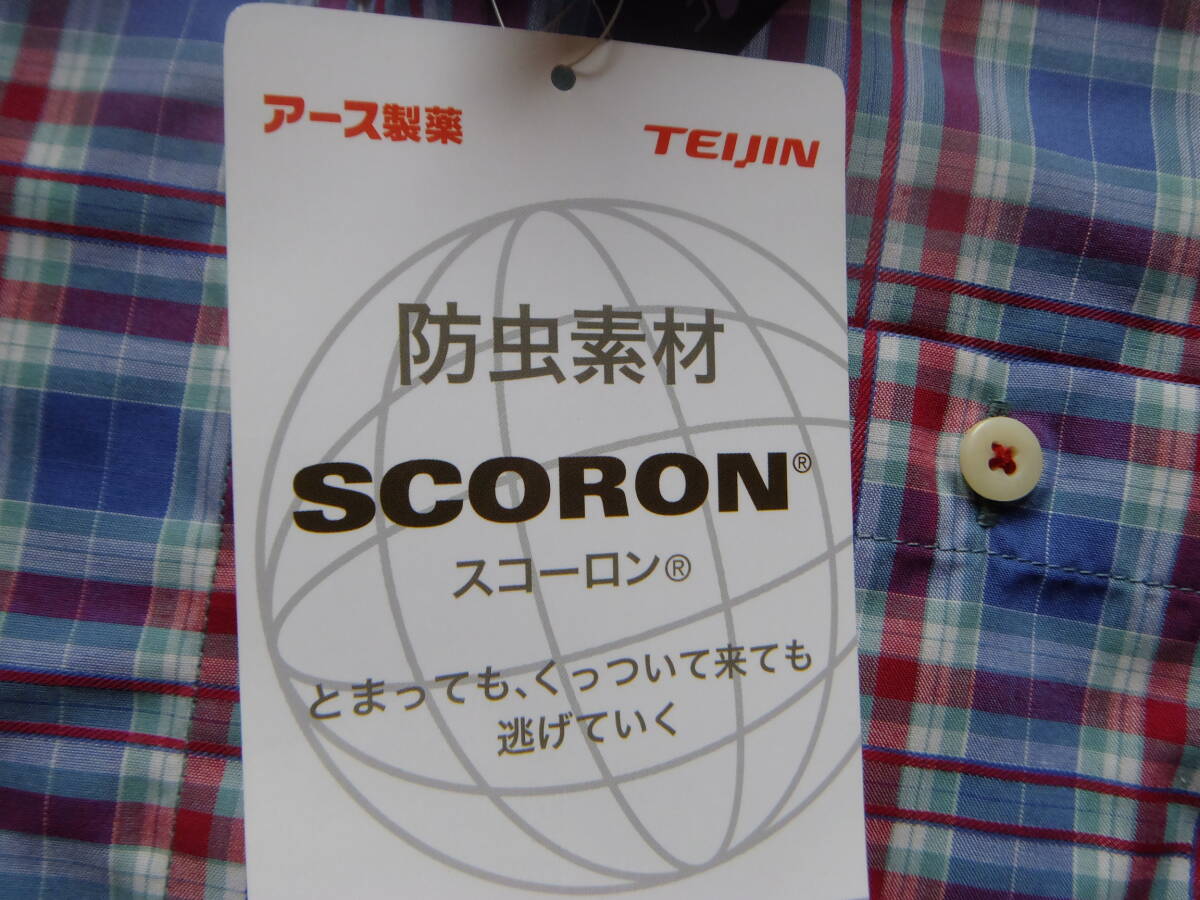 アース製薬
TEIJIN
防虫素材
SCORON®
スコーロン®
とまっても、くっついて来ても
逃げていく